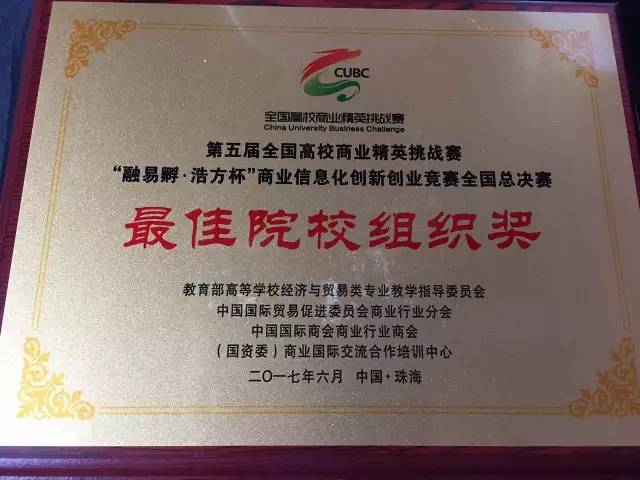 CUBC
全国高校商业精英挑战赛
China University Business Challenge
第五届全国高校商业精英挑战赛
“融易孵·浩方杯”商业信息化创新创业竞赛全国总决赛
最佳院校组织奖
教育部高等学校经济与贸易类专业教学指导委员会
中国国际贸易促进委员会商业行业分会
中国国际商会商业行业商会
（国资委）商业国际交流合作培训中心
二〇一七年六月 中国·珠海